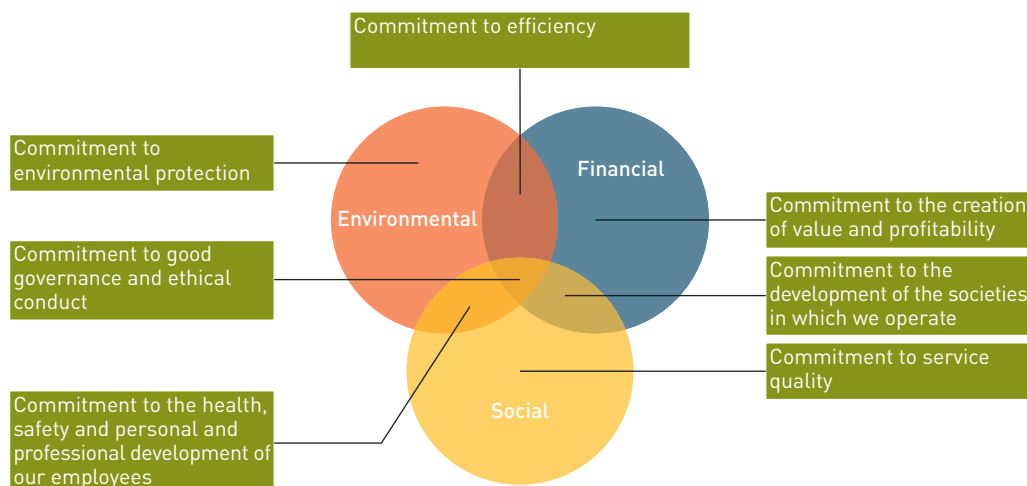 Commitment to efficiency
Commitment to
environmental protection
Financial
Environmental
Commitment to the creation
of value and profitability
Commitment to good
governance and ethical
conduct
Commitment to the
development of the societies
in which we operate
Commitment to service
quality
Commitment to the health,
safety and personal and
professional development of
our employees
Social